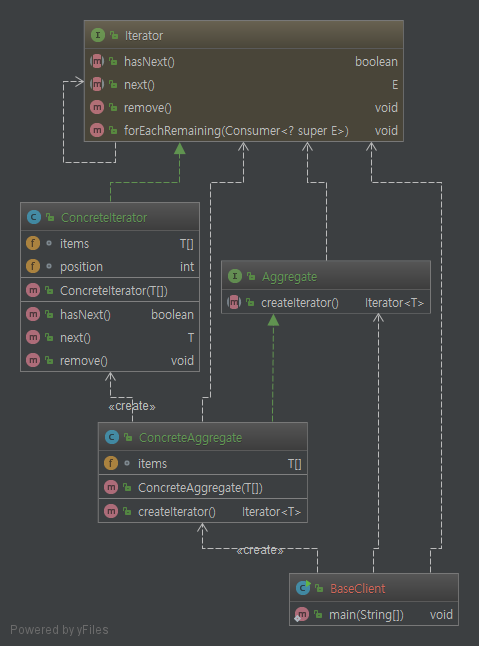 Iterator
hasNext() boolean
next() E
remove() void
forEachRemaining(Consumer<? super E>) void
ConcreteIterator
items T[]
position int
ConcreteIterator(T[])
hasNext() boolean
next() T
remove() void
Aggregate
createIterator() Iterator<T>
«create»
ConcreteAggregate
items T[]
ConcreteAggregate(T[])
createIterator() Iterator<T>
«create»
BaseClient
main(String[]) void
Powered by yFiles